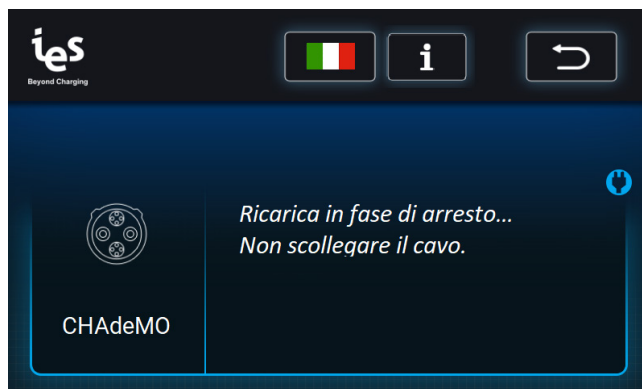 ies
Beyond Charging
i
Ricarica in fase di arresto...
Non scollegare il cavo.
CHAdeMO